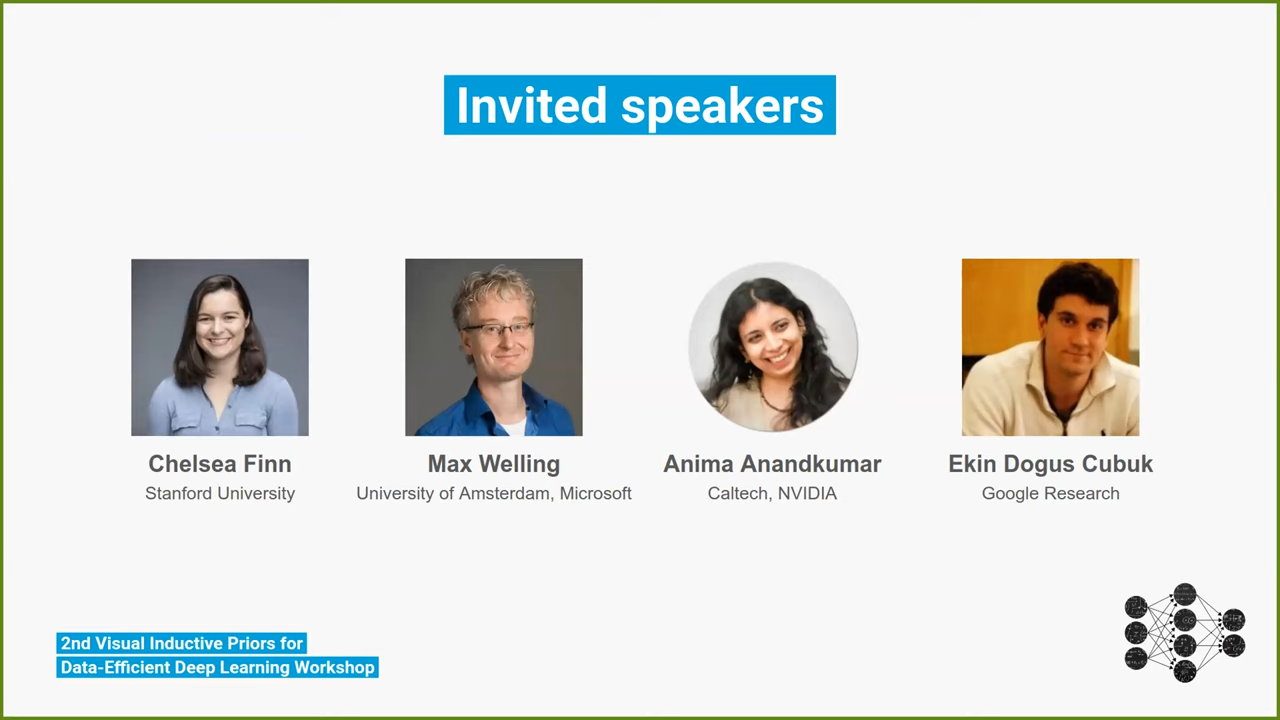 Invited speakers
Chelsea Finn
Stanford University
Max Welling
University of Amsterdam, Microsoft
Anima Anandkumar
Caltech, NVIDIA
Ekin Dogus Cubuk
Google Research
2nd Visual Inductive Priors for
Data-Efficient Deep Learning Workshop